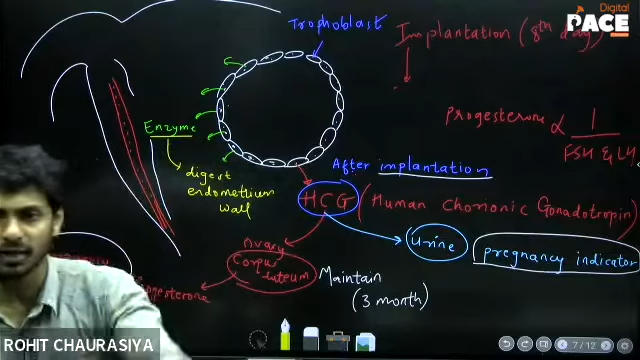 Digital
PACE
Trophoblast
Implantation (8th day)
Enzyme
digest
endometrium
wall
Progesterone ∝ 1
FSH & LH
After implantation
HCG (Human Chorionic Gonadotropin)
Urine
pregnancy indicator
Ovary
Corpus
luteum
Maintain
(3 month)
7/12
ROHIT CHAURASIYA